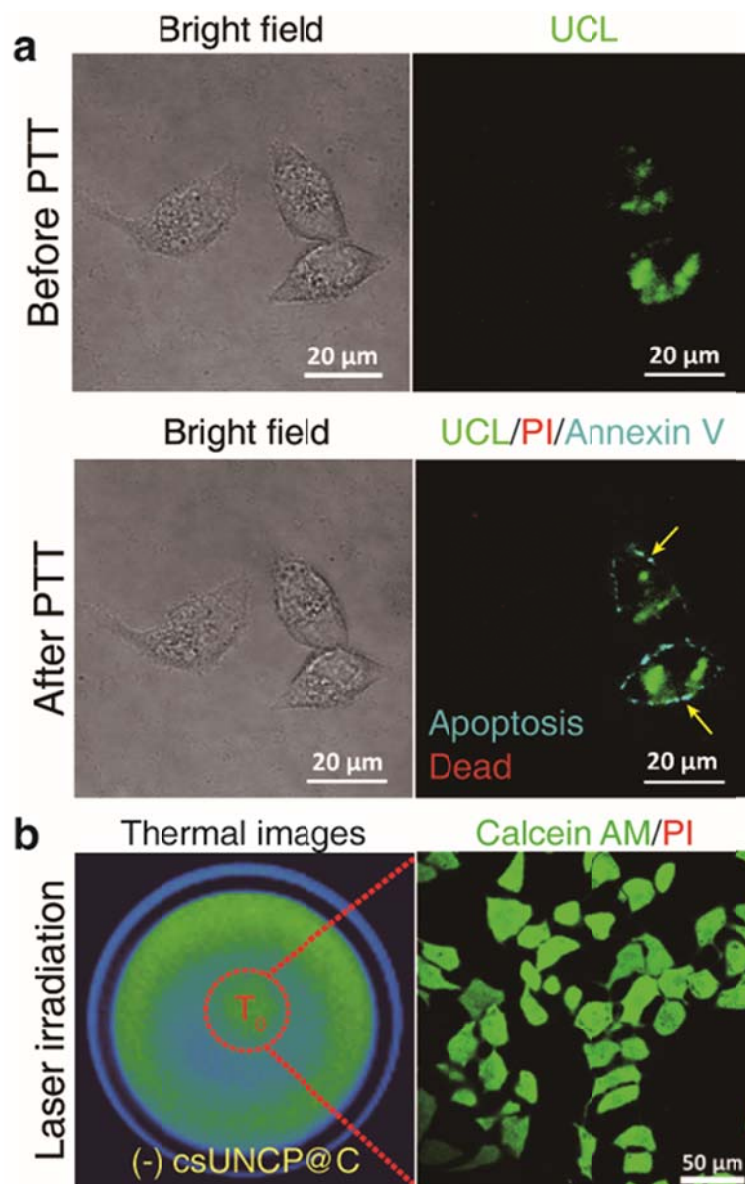 a
Bright field
UCL
Before PTT
20 µm
20 µm
Bright field
UCL/PI/Annexin V
After PTT
Apoptosis
Dead
20 µm
20 µm
b
Thermal images
Calcein AM/PI
Laser irradiation
(-) csUNCP@C
50 µm